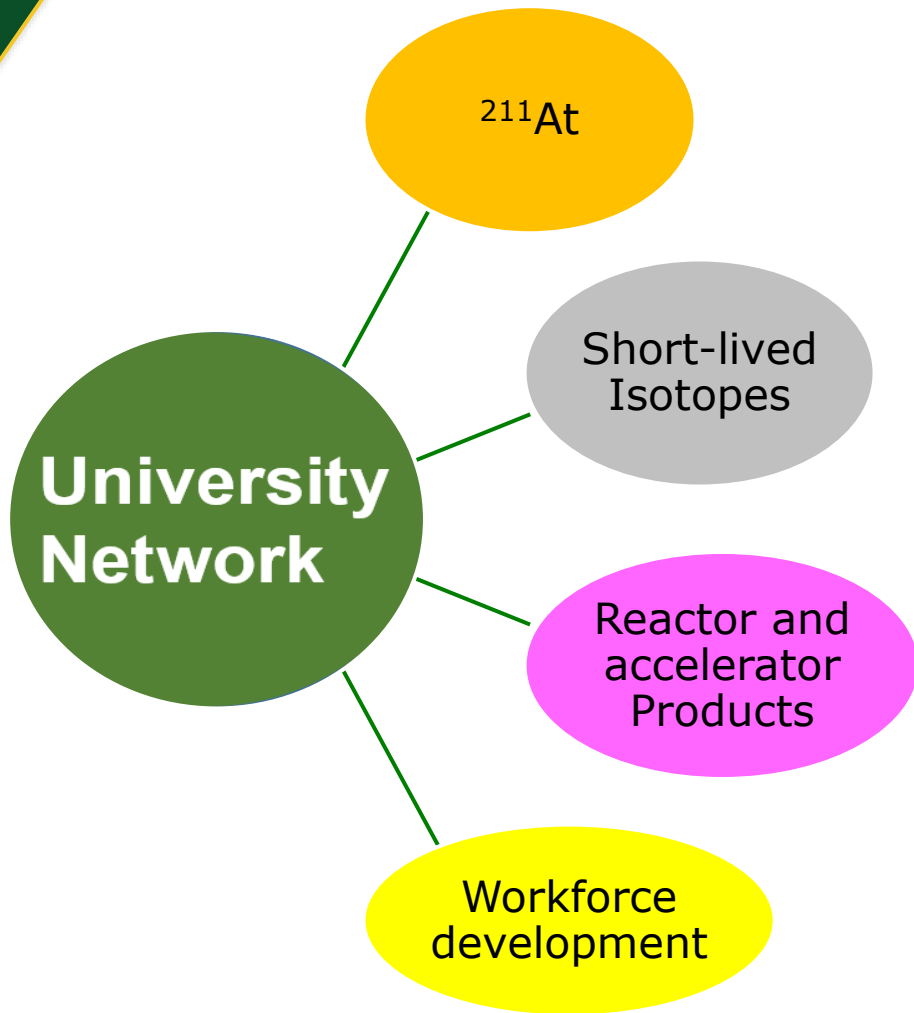 ²¹¹At
Short-lived
Isotopes
University
Network
Reactor and
accelerator
Products
Workforce
development